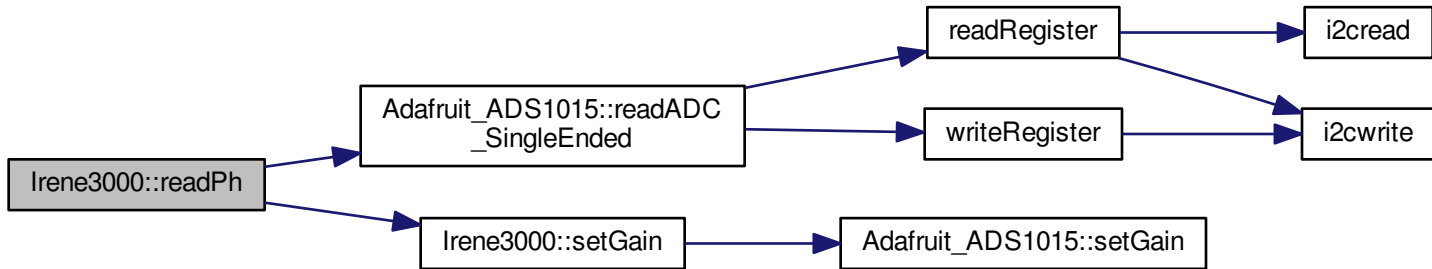 Irene3000::readPh
Adafruit_ADS1015::readADC
_SingleEnded
readRegister
i2cread
writeRegister
i2cwrite
Irene3000::setGain
Adafruit_ADS1015::setGain